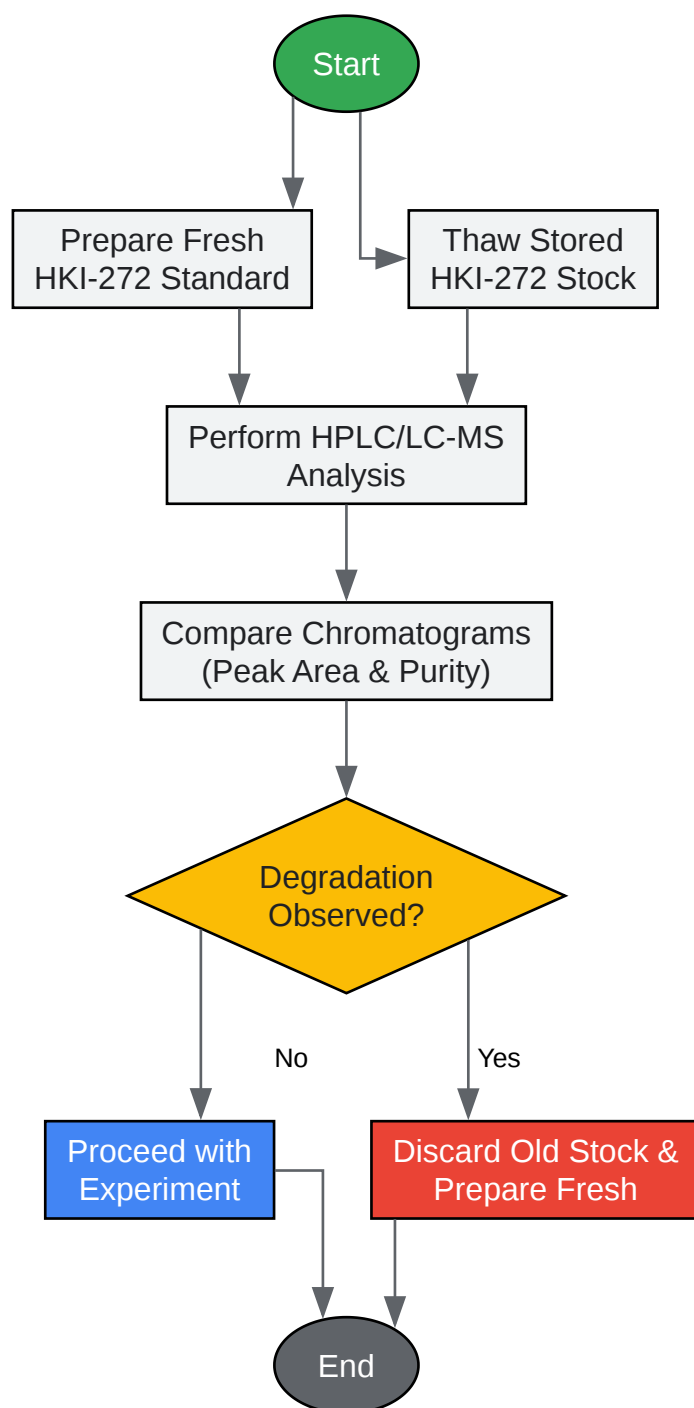 Start
Prepare Fresh
HKI-272 Standard
Thaw Stored
HKI-272 Stock
Perform HPLC/LC-MS
Analysis
Compare Chromatograms
(Peak Area & Purity)
Degradation
Observed?
No
Yes
Proceed with
Experiment
Discard Old Stock &
Prepare Fresh
End